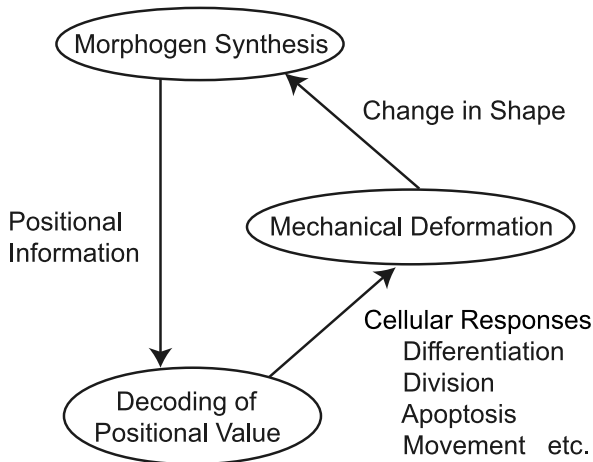 Morphogen Synthesis
Change in Shape
Positional
Information
Mechanical Deformation
Cellular Responses
Differentiation
Division
Apoptosis
Movement etc.
Decoding of
Positional Value